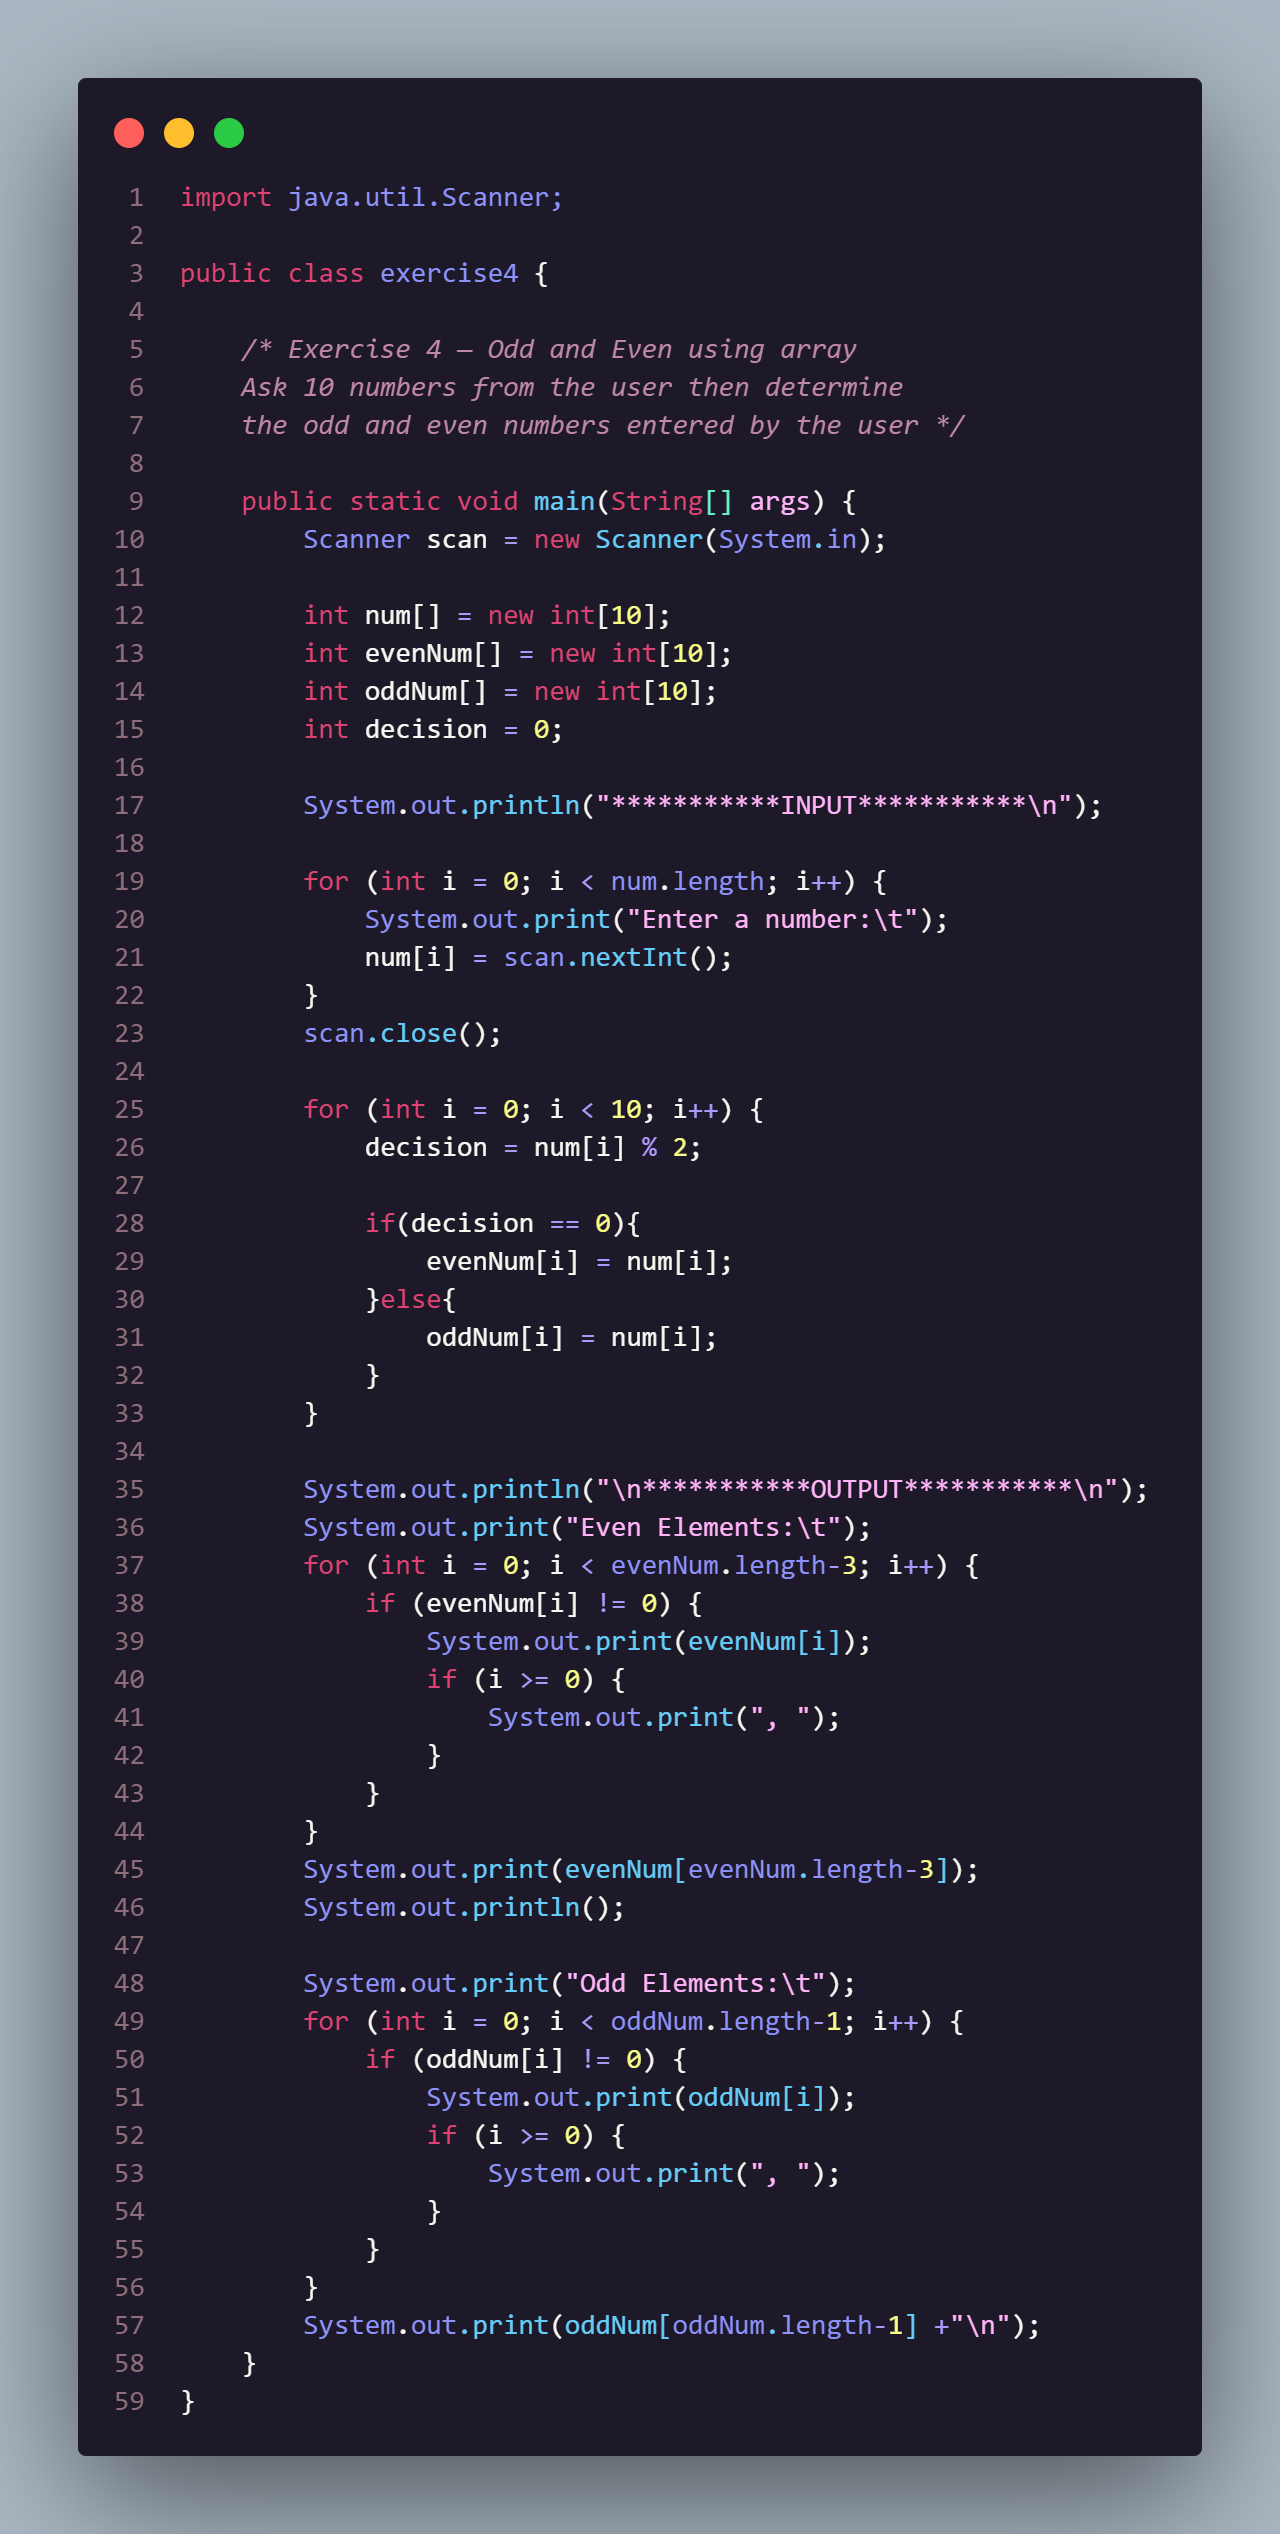 1 import java.util.Scanner;
2
3 public class exercise4 {
4
5     /* Exercise 4 – Odd and Even using array
6     Ask 10 numbers from the user then determine
7     the odd and even numbers entered by the user */
8
9     public static void main(String[] args) {
10         Scanner scan = new Scanner(System.in);
11
12         int num[] = new int[10];
13         int evenNum[] = new int[10];
14         int oddNum[] = new int[10];
15         int decision = 0;
16
17         System.out.println("***********INPUT***********\n");
18
19         for (int i = 0; i < num.length; i++) {
20             System.out.print("Enter a number:\t");
21             num[i] = scan.nextInt();
22         }
23         scan.close();
24
25         for (int i = 0; i < 10; i++) {
26             decision = num[i] % 2;
27
28             if(decision == 0){
29                 evenNum[i] = num[i];
30             }else{
31                 oddNum[i] = num[i];
32             }
33         }
34
35         System.out.println("\n***********OUTPUT***********\n");
36         System.out.print("Even Elements:\t");
37         for (int i = 0; i < evenNum.length-3; i++) {
38             if (evenNum[i] != 0) {
39                 System.out.print(evenNum[i]);
40                 if (i >= 0) {
41                     System.out.print(", ");
42                 }
43             }
44         }
45         System.out.print(evenNum[evenNum.length-3]);
46         System.out.println();
47
48         System.out.print("Odd Elements:\t");
49         for (int i = 0; i < oddNum.length-1; i++) {
50             if (oddNum[i] != 0) {
51                 System.out.print(oddNum[i]);
52                 if (i >= 0) {
53                     System.out.print(", ");
54                 }
55             }
56         }
57         System.out.print(oddNum[oddNum.length-1] +"\n");
58     }
59 }